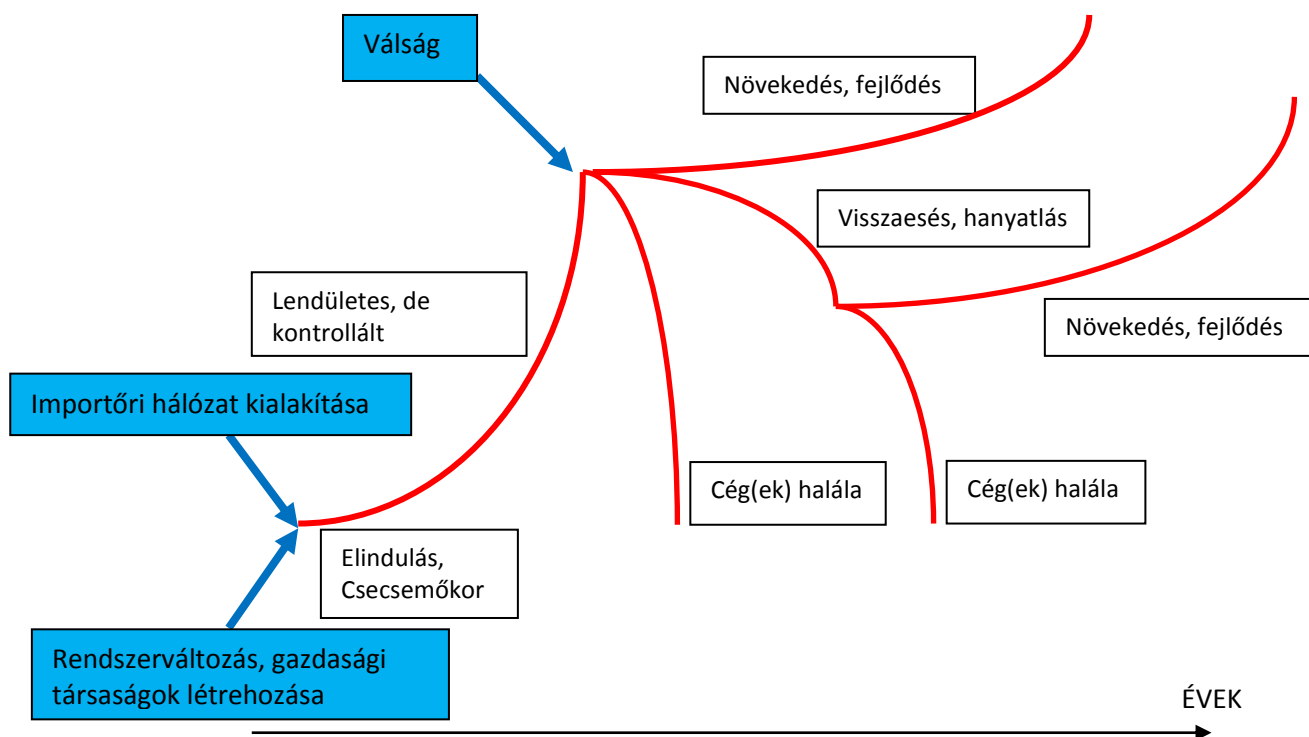 Válság
Növekedés, fejlődés
Visszaesés, hanyatlás
Lendületes, de
kontrollált
Növekedés, fejlődés
Importőri hálózat kialakítása
Cég(ek) halála
Cég(ek) halála
Elindulás,
Csecsemőkor
Rendszerváltozás, gazdasági
társaságok létrehozása
ÉVEK